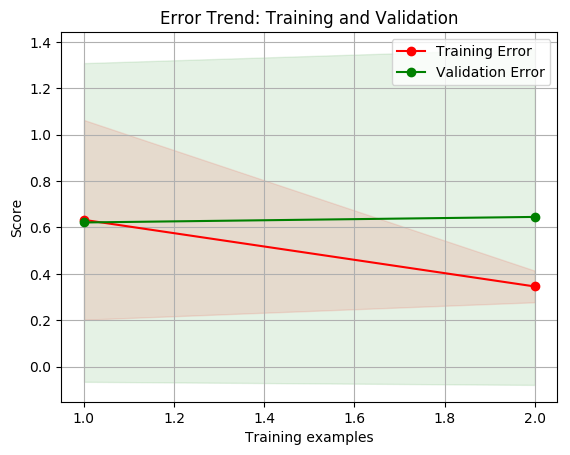 Error Trend: Training and Validation
1.4
1.2
1.0
0.8
0.6
0.4
0.2
0.0
Score
Training Error
Validation Error
1.0 1.2 1.4 1.6 1.8 2.0
Training examples